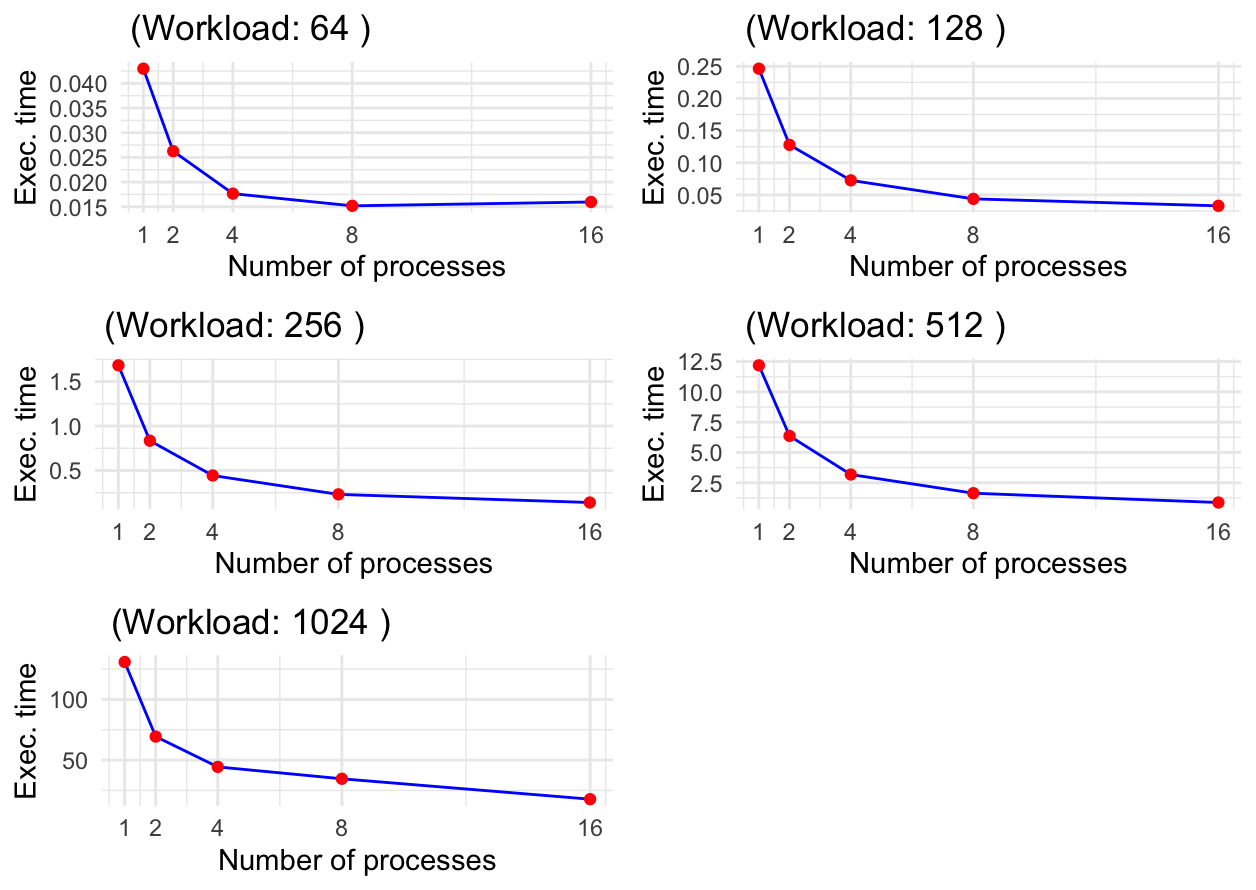 (Workload: 64 )
Exec. time
0.040
0.035
0.030
0.025
0.020
0.015
1 2 4 8 16
Number of processes
(Workload: 128 )
Exec. time
0.25
0.20
0.15
0.10
0.05
1 2 4 8 16
Number of processes
(Workload: 256 )
Exec. time
1.5
1.0
0.5
1 2 4 8 16
Number of processes
(Workload: 512 )
Exec. time
12.5
10.0
7.5
5.0
2.5
1 2 4 8 16
Number of processes
(Workload: 1024 )
Exec. time
100
50
1 2 4 8 16
Number of processes